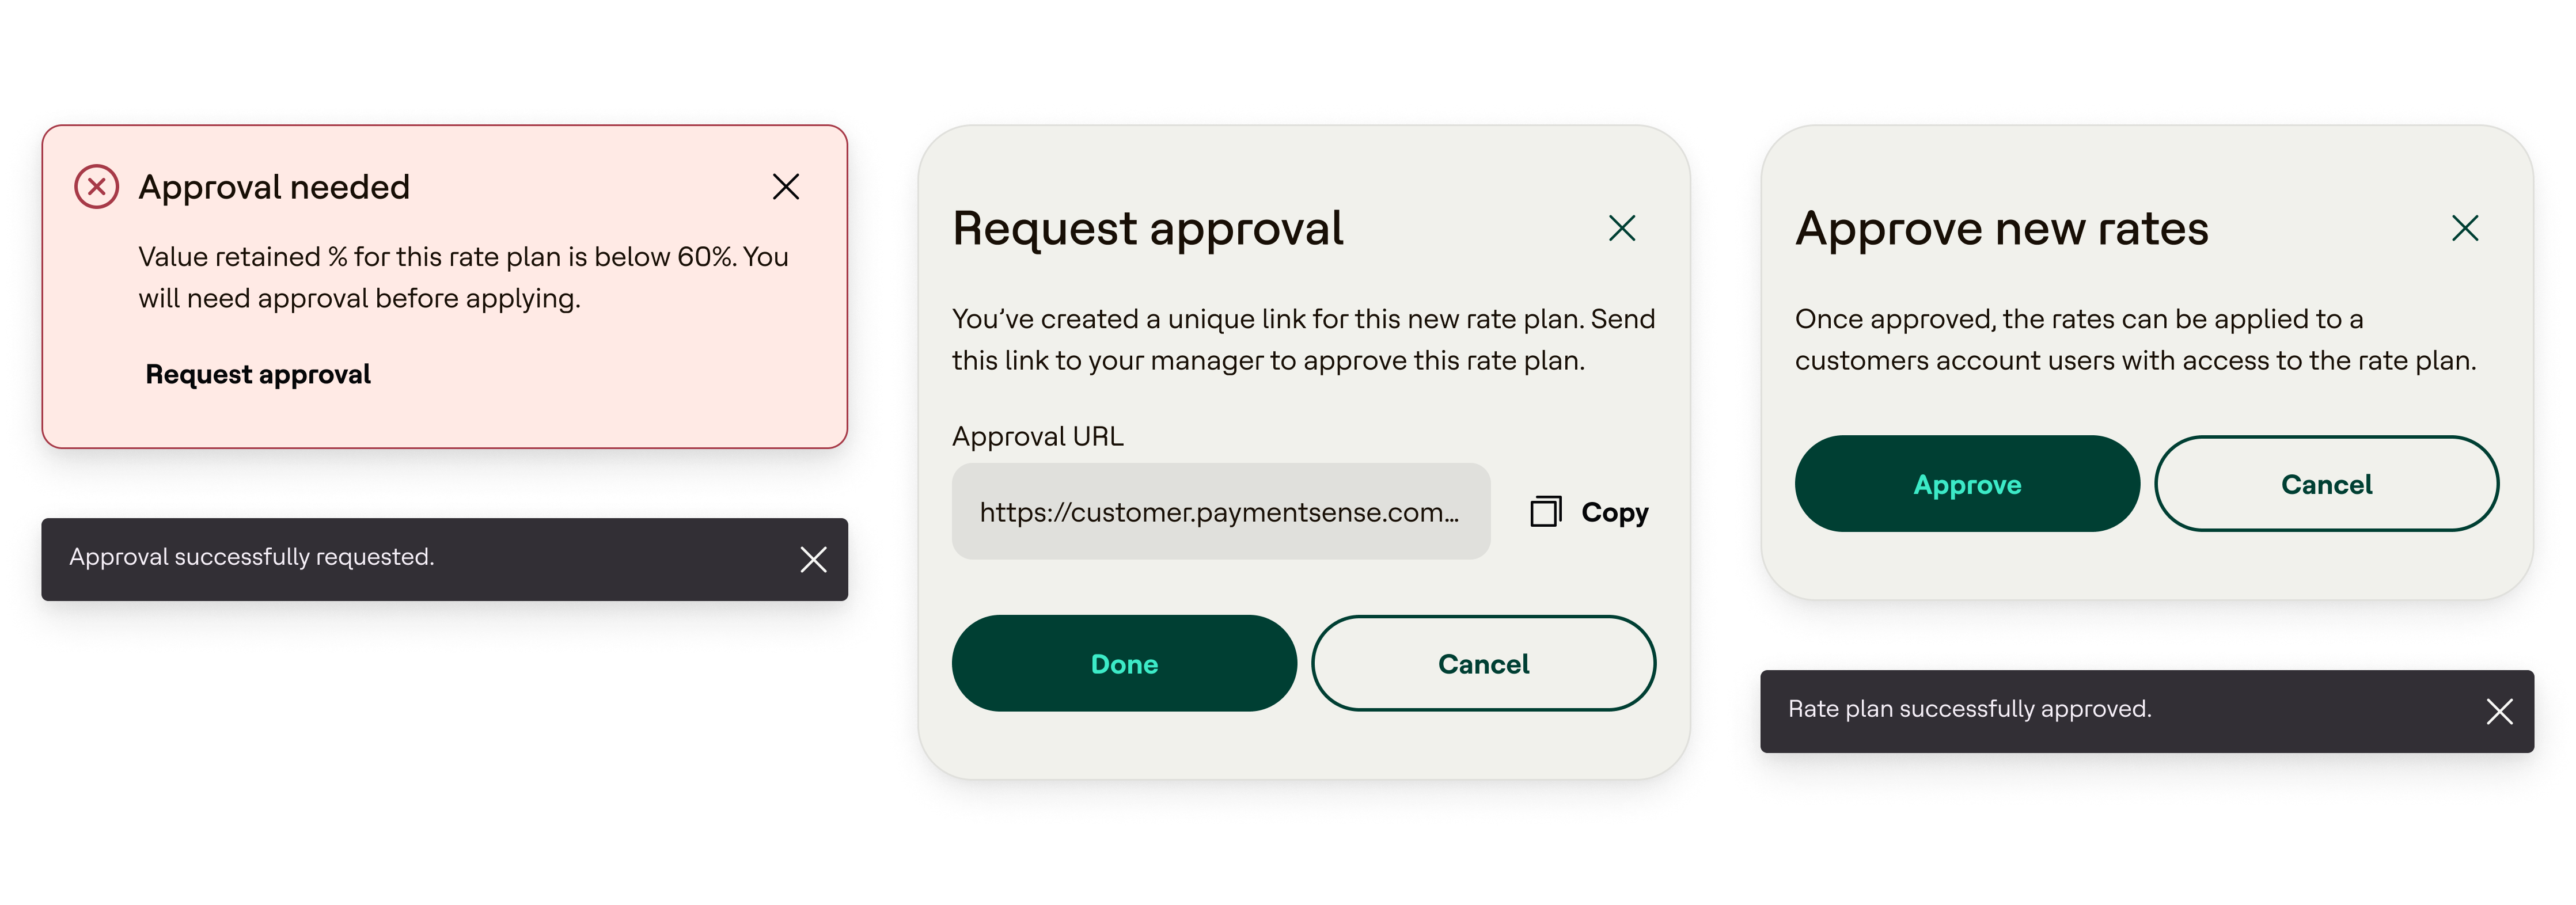 Approval needed
Value retained % for this rate plan is below 60%. You
will need approval before applying.
Request approval
Approval successfully requested.
Request approval
You’ve created a unique link for this new rate plan. Send
this link to your manager to approve this rate plan.
Approval URL
https://customer.paymentsense.com...
Copy
Done
Cancel
Approve new rates
Once approved, the rates can be applied to a
customers account users with access to the rate plan.
Approve
Cancel
Rate plan successfully approved.